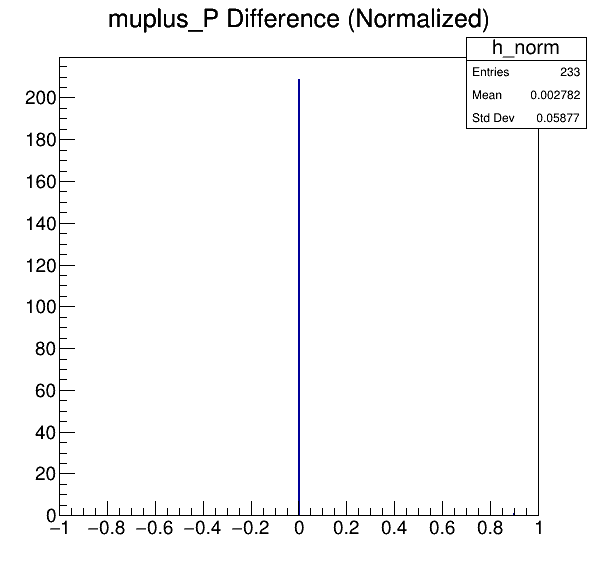 muplus_P Difference (Normalized)
h_norm
Entries 233
Mean 0.002782
Std Dev 0.05877
200
180
160
140
120
100
80
60
40
20
0
−1 −0.8 −0.6 −0.4 −0.2 0 0.2 0.4 0.6 0.8 1